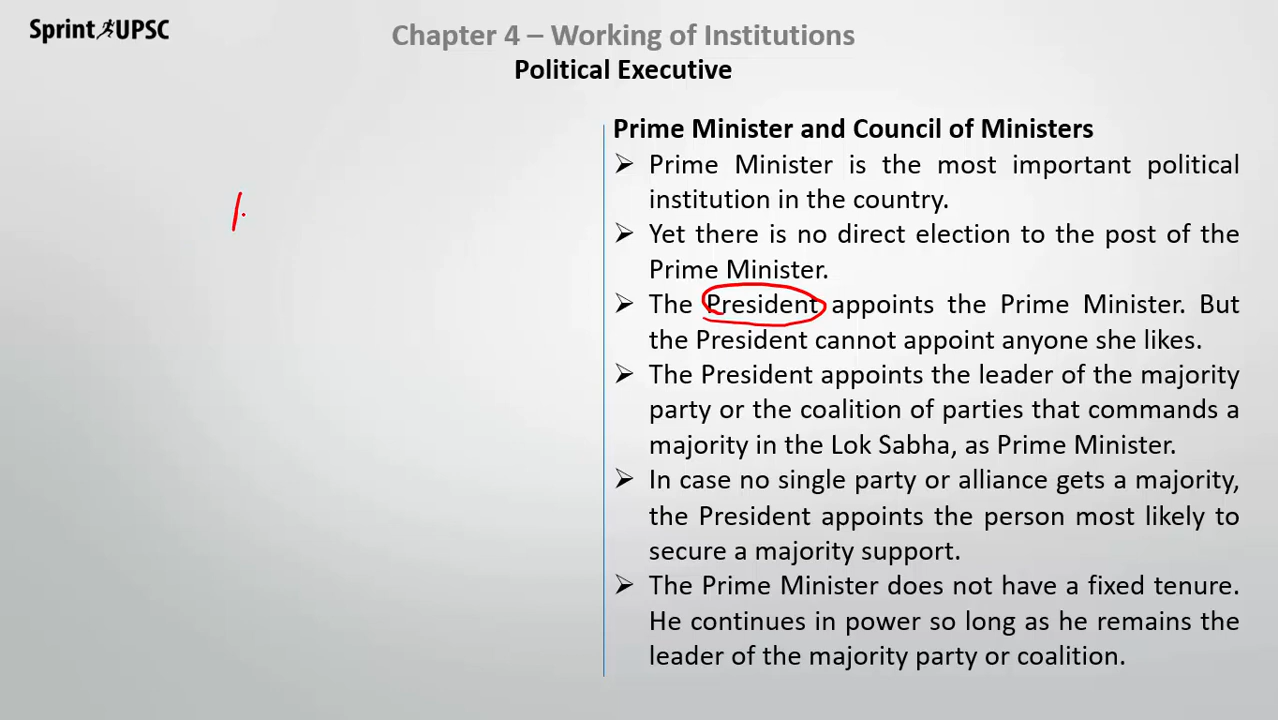 Sprint UPSC
Chapter 4 – Working of Institutions
Political Executive
Prime Minister and Council of Ministers
➢ Prime Minister is the most important political
institution in the country.
➢ Yet there is no direct election to the post of the
Prime Minister.
➢ The President appoints the Prime Minister. But
the President cannot appoint anyone she likes.
➢ The President appoints the leader of the majority
party or the coalition of parties that commands a
majority in the Lok Sabha, as Prime Minister.
➢ In case no single party or alliance gets a majority,
the President appoints the person most likely to
secure a majority support.
➢ The Prime Minister does not have a fixed tenure.
He continues in power so long as he remains the
leader of the majority party or coalition.